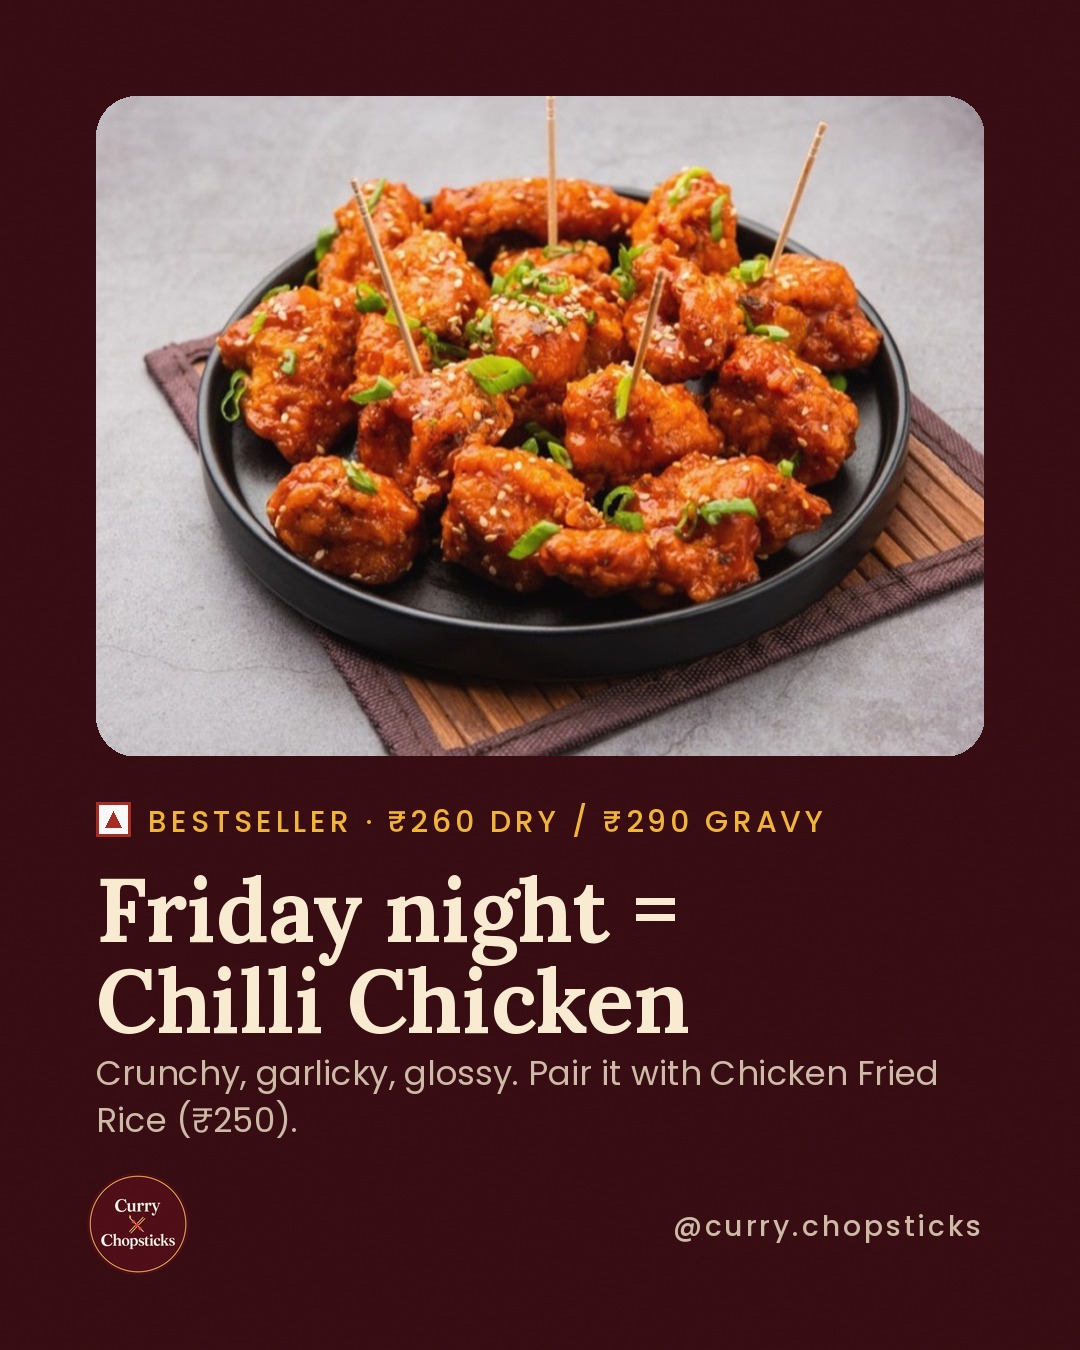 BESTSELLER · ₹260 DRY / ₹290 GRAVY
Friday night =
Chilli Chicken
Crunchy, garlicky, glossy. Pair it with Chicken Fried
Rice (₹250).
Curry
Chopsticks
@curry.chopsticks